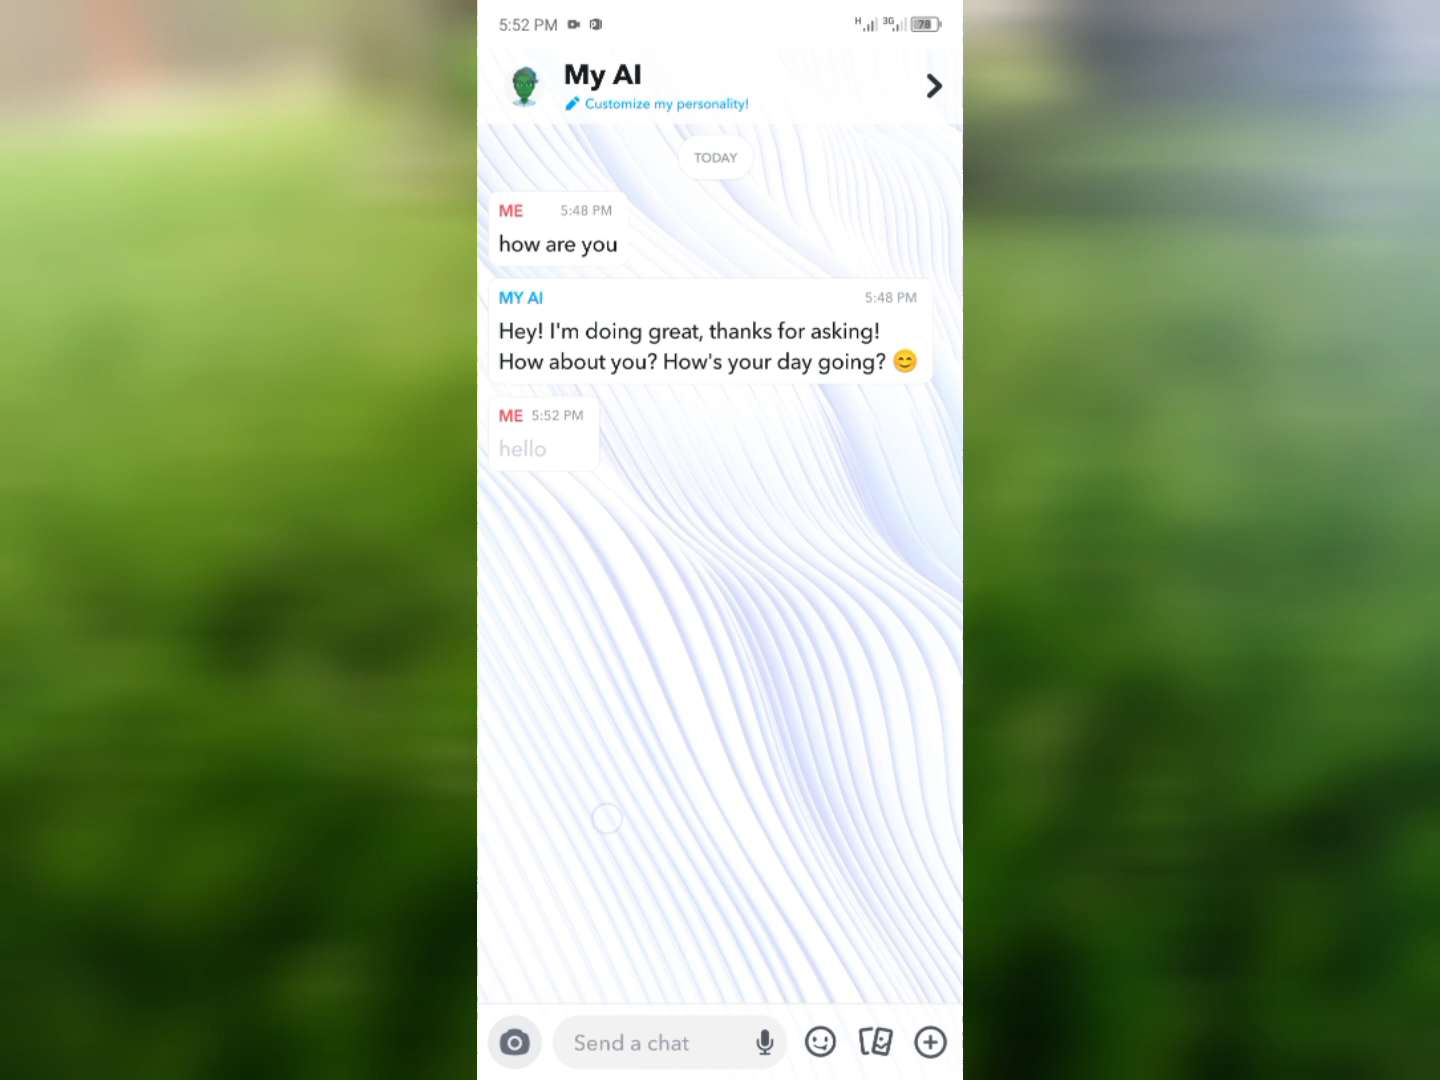 5:52 PM
H 3G 78
My AI
Customize my personality!
TODAY
ME 5:48 PM
how are you
MY AI 5:48 PM
Hey! I'm doing great, thanks for asking!
How about you? How's your day going? 😊
ME 5:52 PM
hello
Send a chat